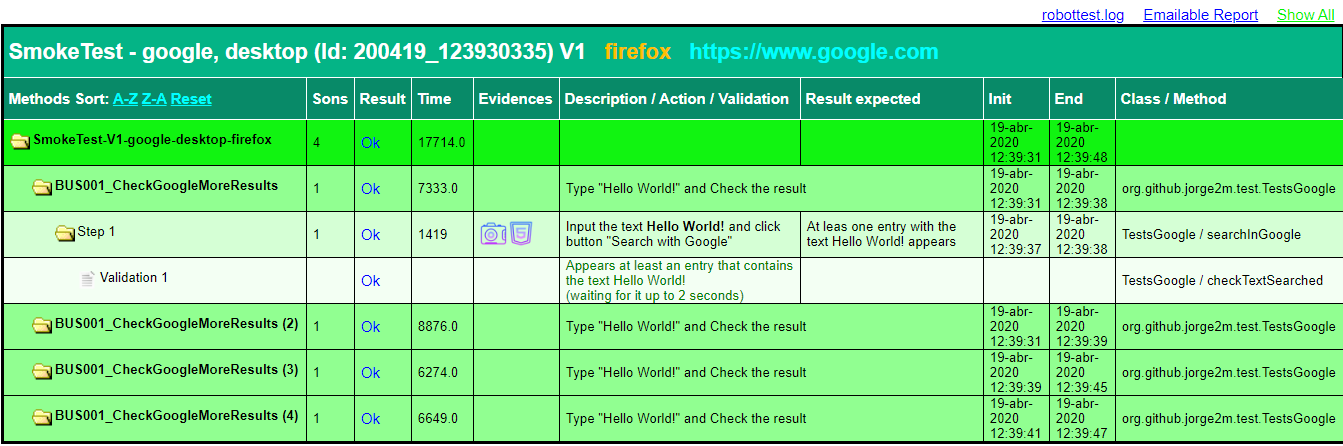 robottest.log Emailable Report Show All
SmokeTest - google, desktop (Id: 200419_123930335) V1 firefox https://www.google.com
Methods Sort: A-Z Z-A Reset Sons Result Time Evidences Description / Action / Validation Result expected Init End Class / Method
SmokeTest-V1-google-desktop-firefox 4 Ok 17714.0 19-abr-2020 12:39:31 19-abr-2020 12:39:48
BUS001_CheckGoogleMoreResults 1 Ok 7333.0 Type "Hello World!" and Check the result 19-abr-2020 12:39:31 19-abr-2020 12:39:38 org.github.jorge2m.test.TestsGoogle
Step 1 1 Ok 1419 Input the text Hello World! and click button "Search with Google" At leas one entry with the text Hello World! appears 19-abr-2020 12:39:37 19-abr-2020 12:39:38 TestsGoogle / searchInGoogle
Validation 1 Ok Appears at least an entry that contains the text Hello World! (waiting for it up to 2 seconds) TestsGoogle / checkTextSearched
BUS001_CheckGoogleMoreResults (2) 1 Ok 8876.0 Type "Hello World!" and Check the result 19-abr-2020 12:39:31 19-abr-2020 12:39:39 org.github.jorge2m.test.TestsGoogle
BUS001_CheckGoogleMoreResults (3) 1 Ok 6274.0 Type "Hello World!" and Check the result 19-abr-2020 12:39:39 19-abr-2020 12:39:45 org.github.jorge2m.test.TestsGoogle
BUS001_CheckGoogleMoreResults (4) 1 Ok 6649.0 Type "Hello World!" and Check the result 19-abr-2020 12:39:41 19-abr-2020 12:39:47 org.github.jorge2m.test.TestsGoogle